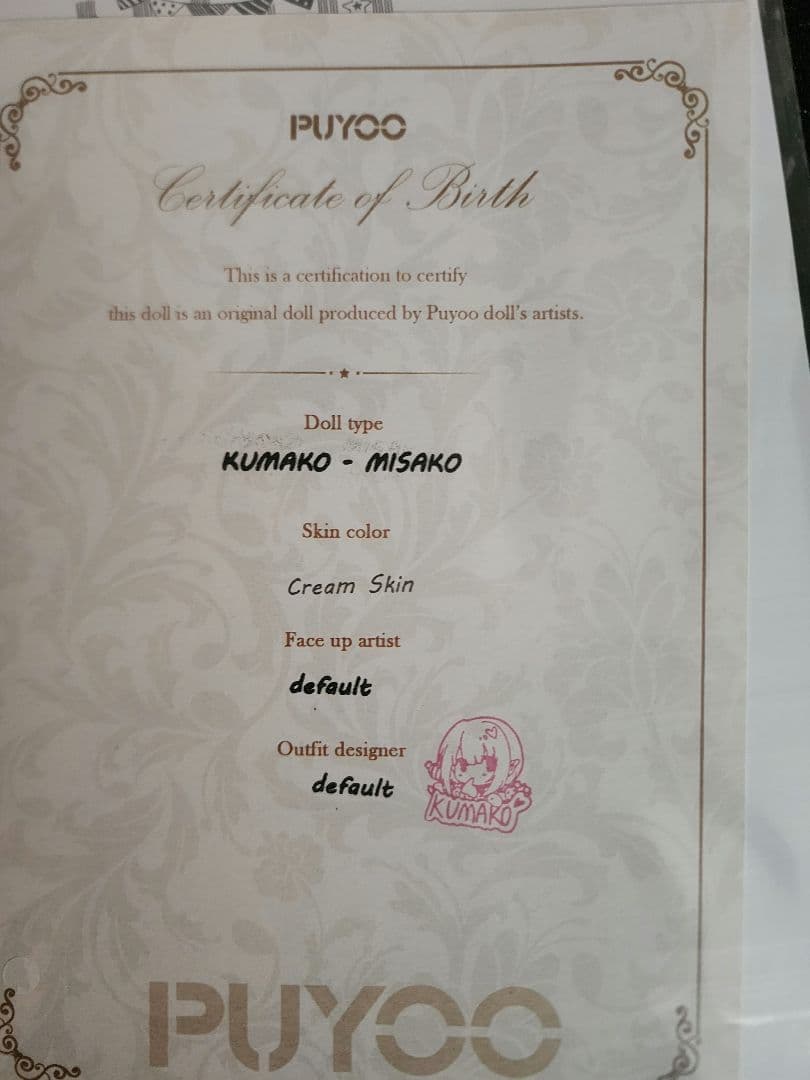 PUYOO
Certificate of Birth
This is a certification to certify
this doll is an original doll produced by Puyoo doll's artists.
Doll type
KUMAKO - MISAKO
Skin color
Cream Skin
Face up artist
default
Outfit designer
default
KUMAKO
PUYOO